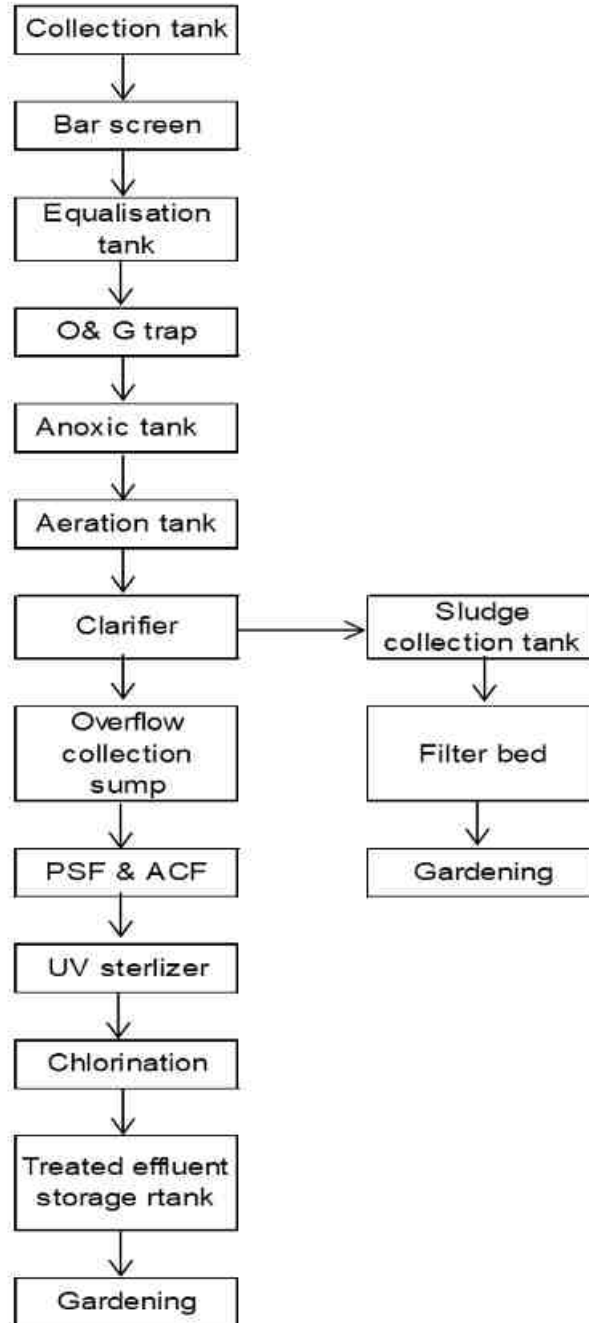 Collection tank
Bar screen
Equalisation
tank
O& G trap
Anoxic tank
Aeration tank
Clarifier
Sludge
collection tank
Overflow
collection
sump
Filter bed
PSF & ACF
Gardening
UV sterlizer
Chlorination
Treated effluent
storage rtank
Gardening